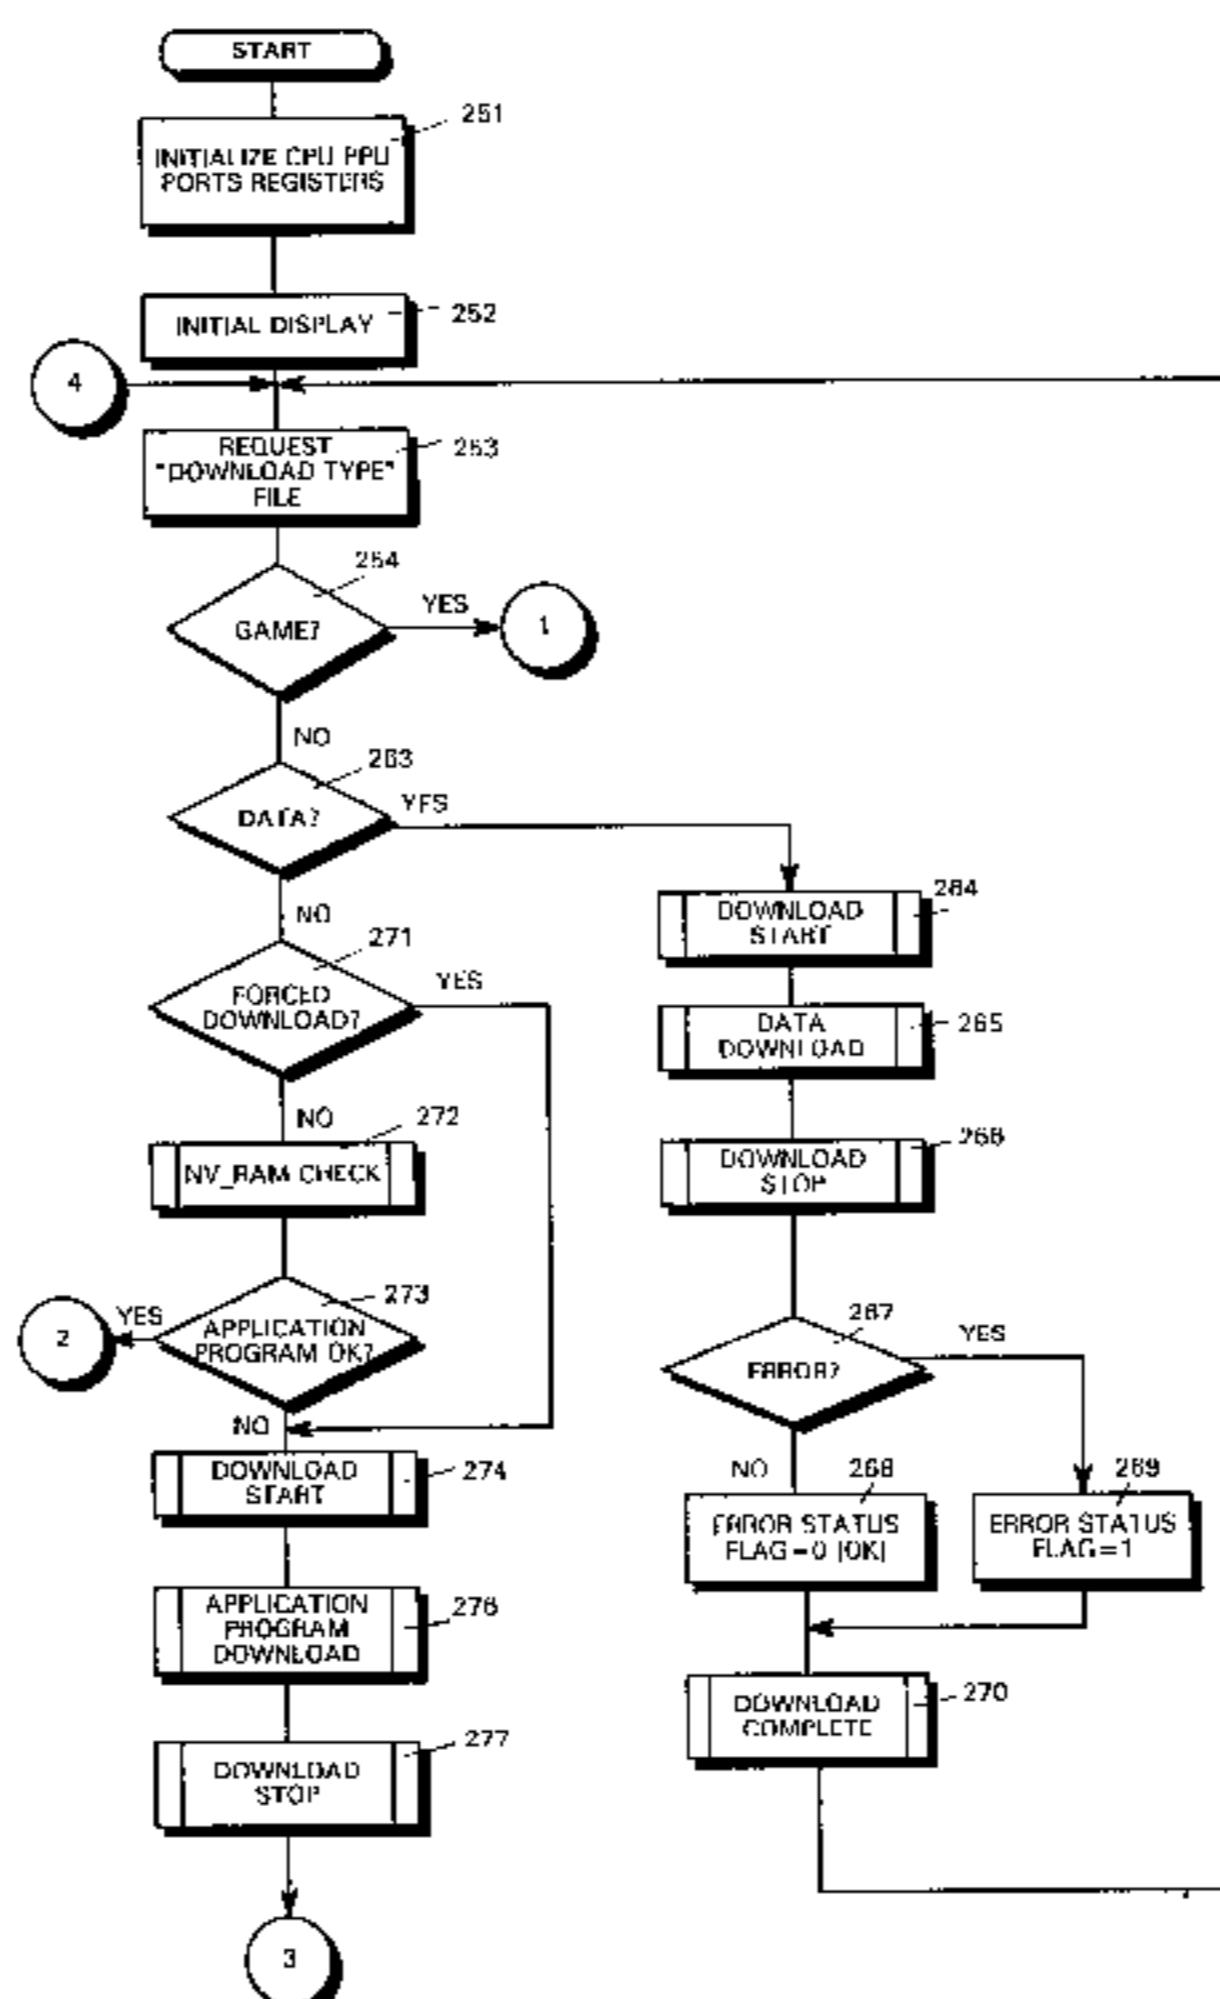 START
251
INITIALIZE CPU PPU
PORTS REGISTERS
INITIAL DISPLAY
252
4
REQUEST
"DOWNLOAD TYPE"
FILE
253
254
GAME?
YES
1
NO
263
DATA?
YES
NO
271
FORCED
DOWNLOAD?
YES
NO
272
NV_RAM CHECK
273
APPLICATION
PROGRAM OK?
YES
2
NO
DOWNLOAD
START
274
APPLICATION
PROGRAM
DOWNLOAD
276
DOWNLOAD
STOP
277
3
264
DOWNLOAD
START
DATA
DOWNLOAD
265
DOWNLOAD
STOP
266
267
ERROR?
YES
NO
268
ERROR STATUS
FLAG=0 (OK)
269
ERROR STATUS
FLAG=1
DOWNLOAD
COMPLETE
270